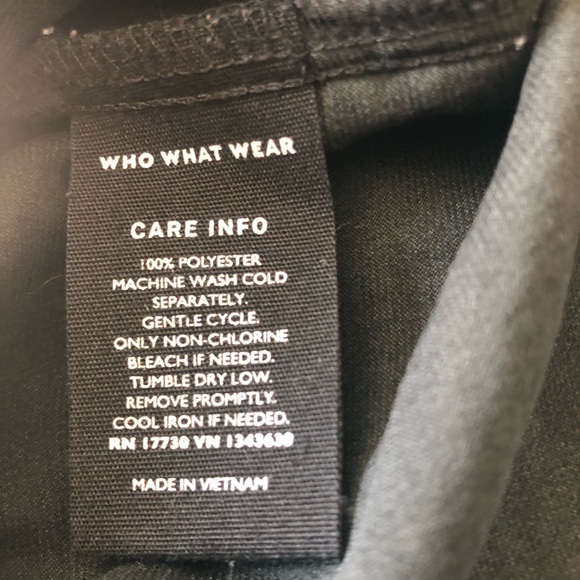 WHO WHAT WEAR
CARE INFO
100% POLYESTER
MACHINE WASH COLD
SEPARATELY.
GENTLE CYCLE.
ONLY NON-CHLORINE
BLEACH IF NEEDED.
TUMBLE DRY LOW.
REMOVE PROMPTLY.
COOL IRON IF NEEDED.
RN 17730 VN 1343630
MADE IN VIETNAM